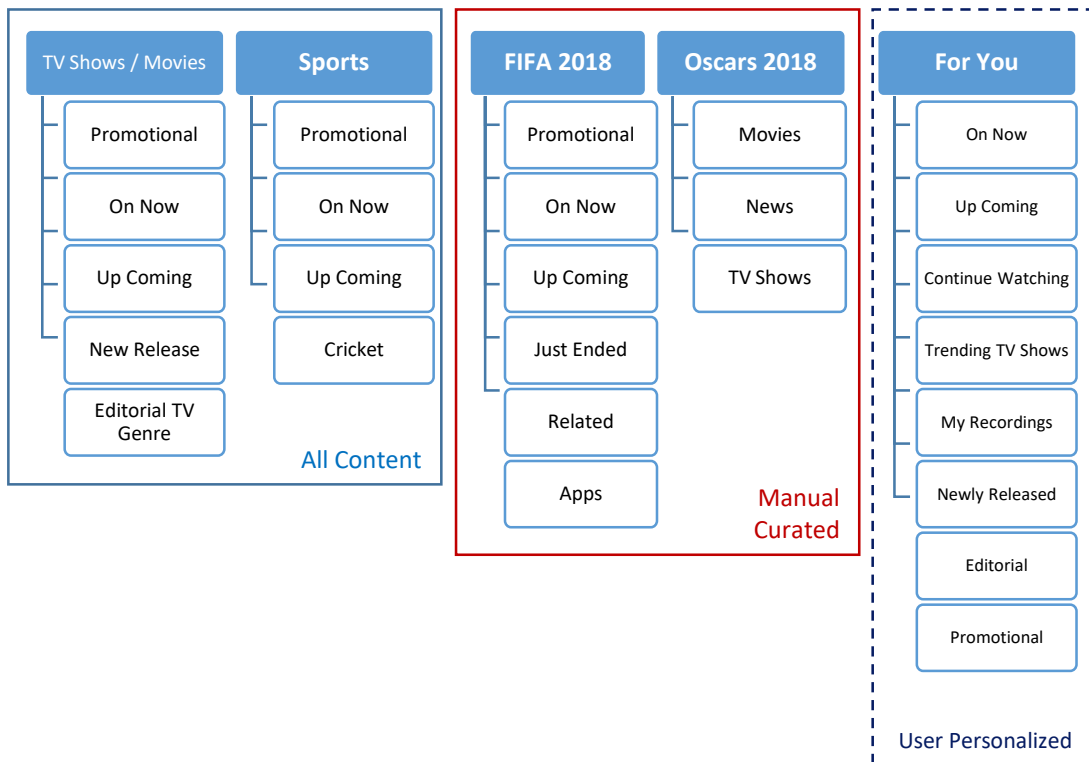 TV Shows / Movies
Promotional
On Now
Up Coming
New Release
Editorial TV
Genre
Sports
Promotional
On Now
Up Coming
Cricket
All Content
FIFA 2018
Promotional
On Now
Up Coming
Just Ended
Related
Apps
Oscars 2018
Movies
News
TV Shows
Manual
Curated
For You
On Now
Up Coming
Continue Watching
Trending TV Shows
My Recordings
Newly Released
Editorial
Promotional
User Personalized